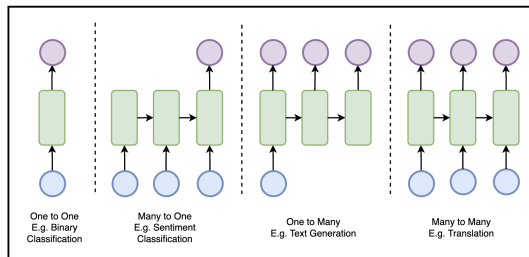 One to One
E.g. Binary
Classification
Many to One
E.g. Sentiment
Classification
One to Many
E.g. Text Generation
Many to Many
E.g. Translation